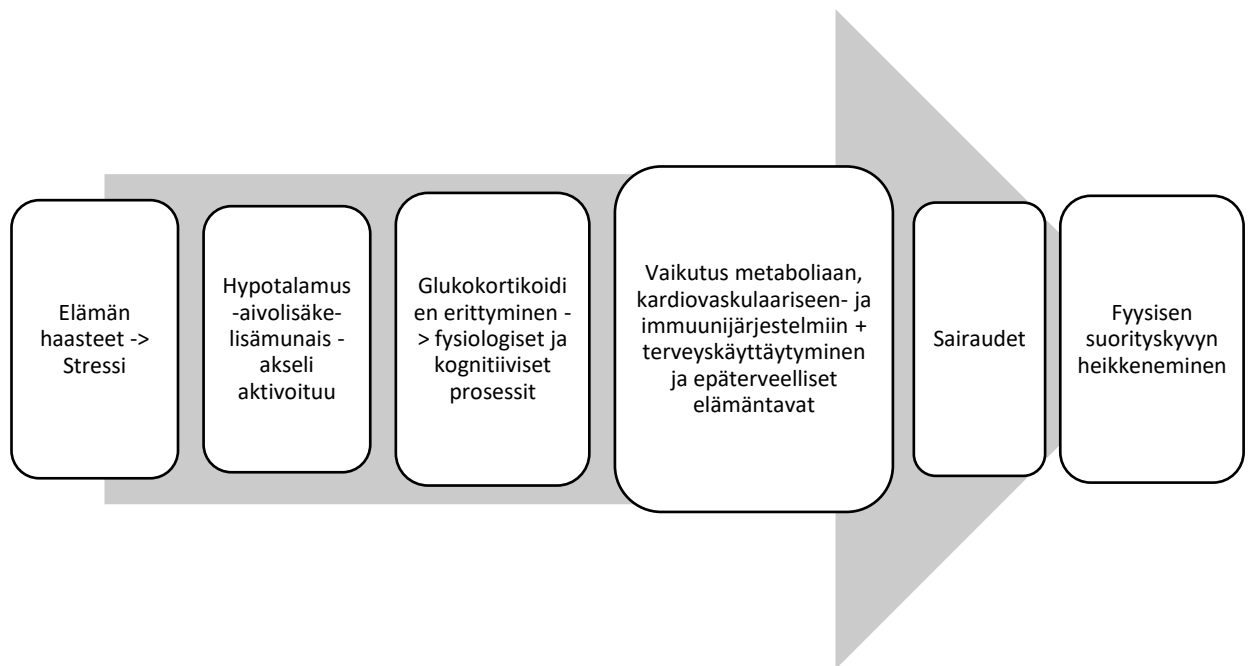 Elämän
haasteet ->
Stressi
Hypotalamus
-aivolisäke-
lisämunais -
akseli
aktivoituu
Glukokortikoidi
en erittyminen -
> fysiologiset ja
kognitiiviset
prosessit
Vaikutus metaboliaan,
kardiovaskulaariseen- ja
immuunijärjestelmiin +
terveyskäyttäytyminen
ja epäterveelliset
elämäntavat
Sairaudet
Fyysisen
suorityskyvyn
heikkeneminen